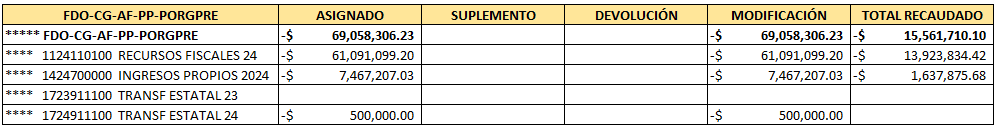 FDO-CG-AF-PP-PORGPRE ASIGNADO SUPLEMENTO DEVOLUCIÓN MODIFICACIÓN TOTAL RECAUDADO
***** FDO-CG-AF-PP-PORGPRE -$ 69,058,306.23 -$ 69,058,306.23 -$ 15,561,710.10
**** 1124110100 RECURSOS FISCALES 24 -$ 61,091,099.20 -$ 61,091,099.20 -$ 13,923,834.42
**** 1424700000 INGRESOS PROPIOS 2024 -$ 7,467,207.03 -$ 7,467,207.03 -$ 1,637,875.68
**** 1723911100 TRANSF ESTATAL 23
**** 1724911100 TRANSF ESTATAL 24 -$ 500,000.00 -$ 500,000.00